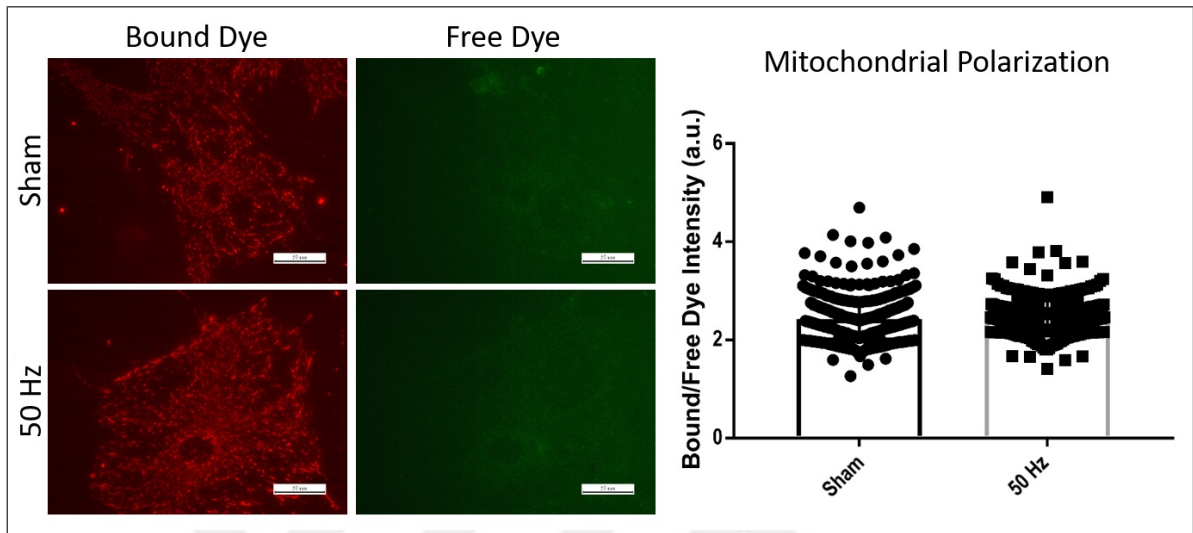 Bound Dye
Free Dye
Sham
50 Hz
Mitochondrial Polarization
Bound/Free Dye Intensity (a.u.)
6
4
2
0
Sham
50 Hz